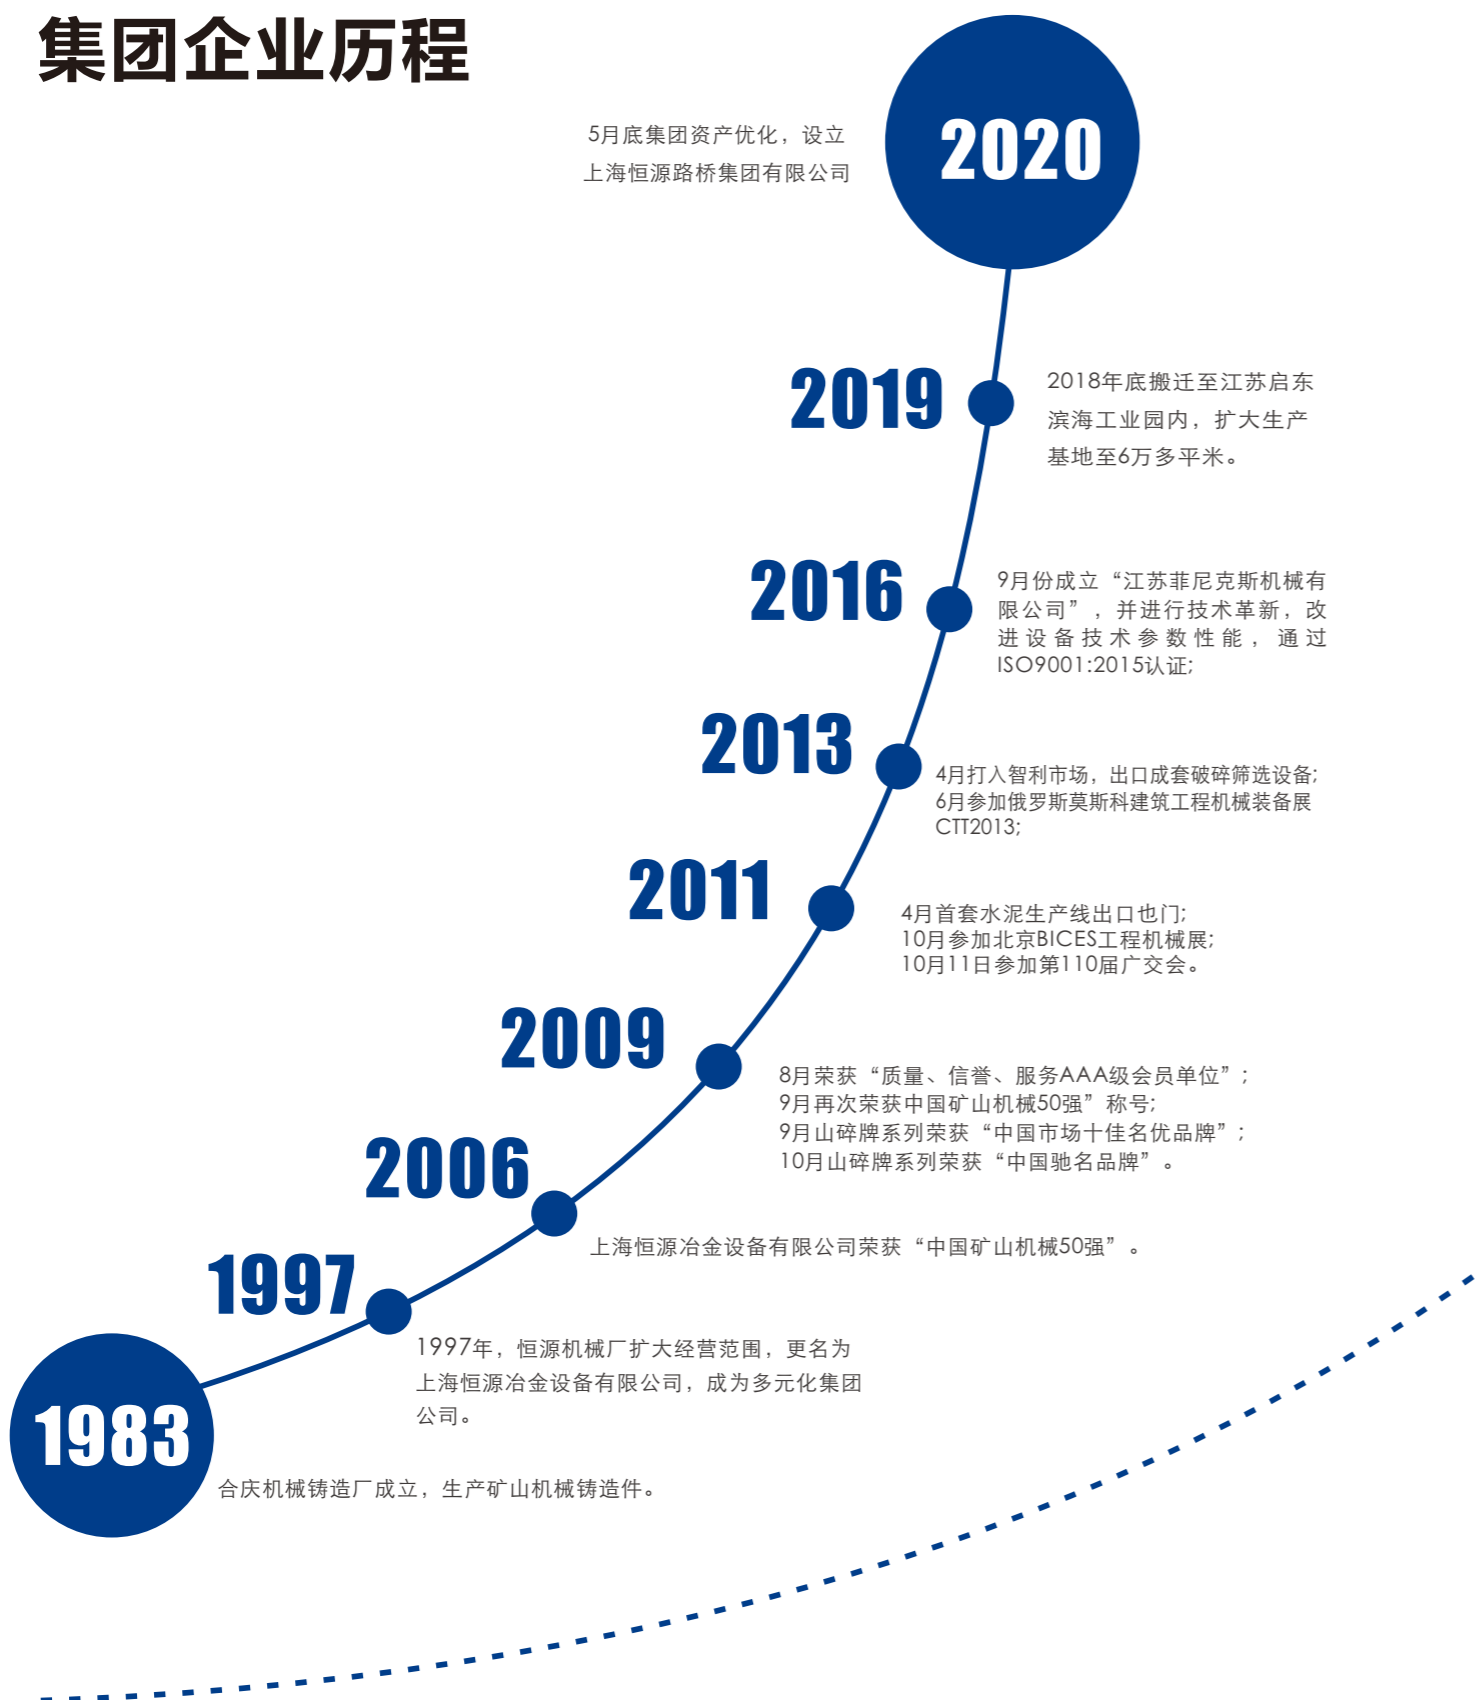 集团企业历程
2020
5月底集团资产优化，设立
上海恒源路桥集团有限公司
2019
2018年底搬迁至江苏启东
滨海工业园内，扩大生产
基地至6万多平米。
2016
9月份成立“江苏菲尼克斯机械有
限公司”，并进行技术革新，改
进设备技术参数性能，通过
ISO9001:2015认证;
2013
4月打入智利市场，出口成套破碎筛选设备;
6月参加俄罗斯莫斯科建筑工程机械装备展
CTT2013;
2011
4月首套水泥生产线出口也门;
10月参加北京BICES工程机械展;
10月11日参加第110届广交会。
2009
8月荣获“质量、信誉、服务AAA级会员单位”;
9月再次荣获中国矿山机械50强”称号;
9月山碎牌系列荣获“中国市场十佳名优品牌”;
10月山碎牌系列荣获“中国驰名品牌”。
2006
上海恒源冶金设备有限公司荣获“中国矿山机械50强”。
1997
1997年，恒源机械厂扩大经营范围，更名为
上海恒源冶金设备有限公司，成为多元化集团
公司。
1983
合庆机械铸造厂成立，生产矿山机械铸造件。